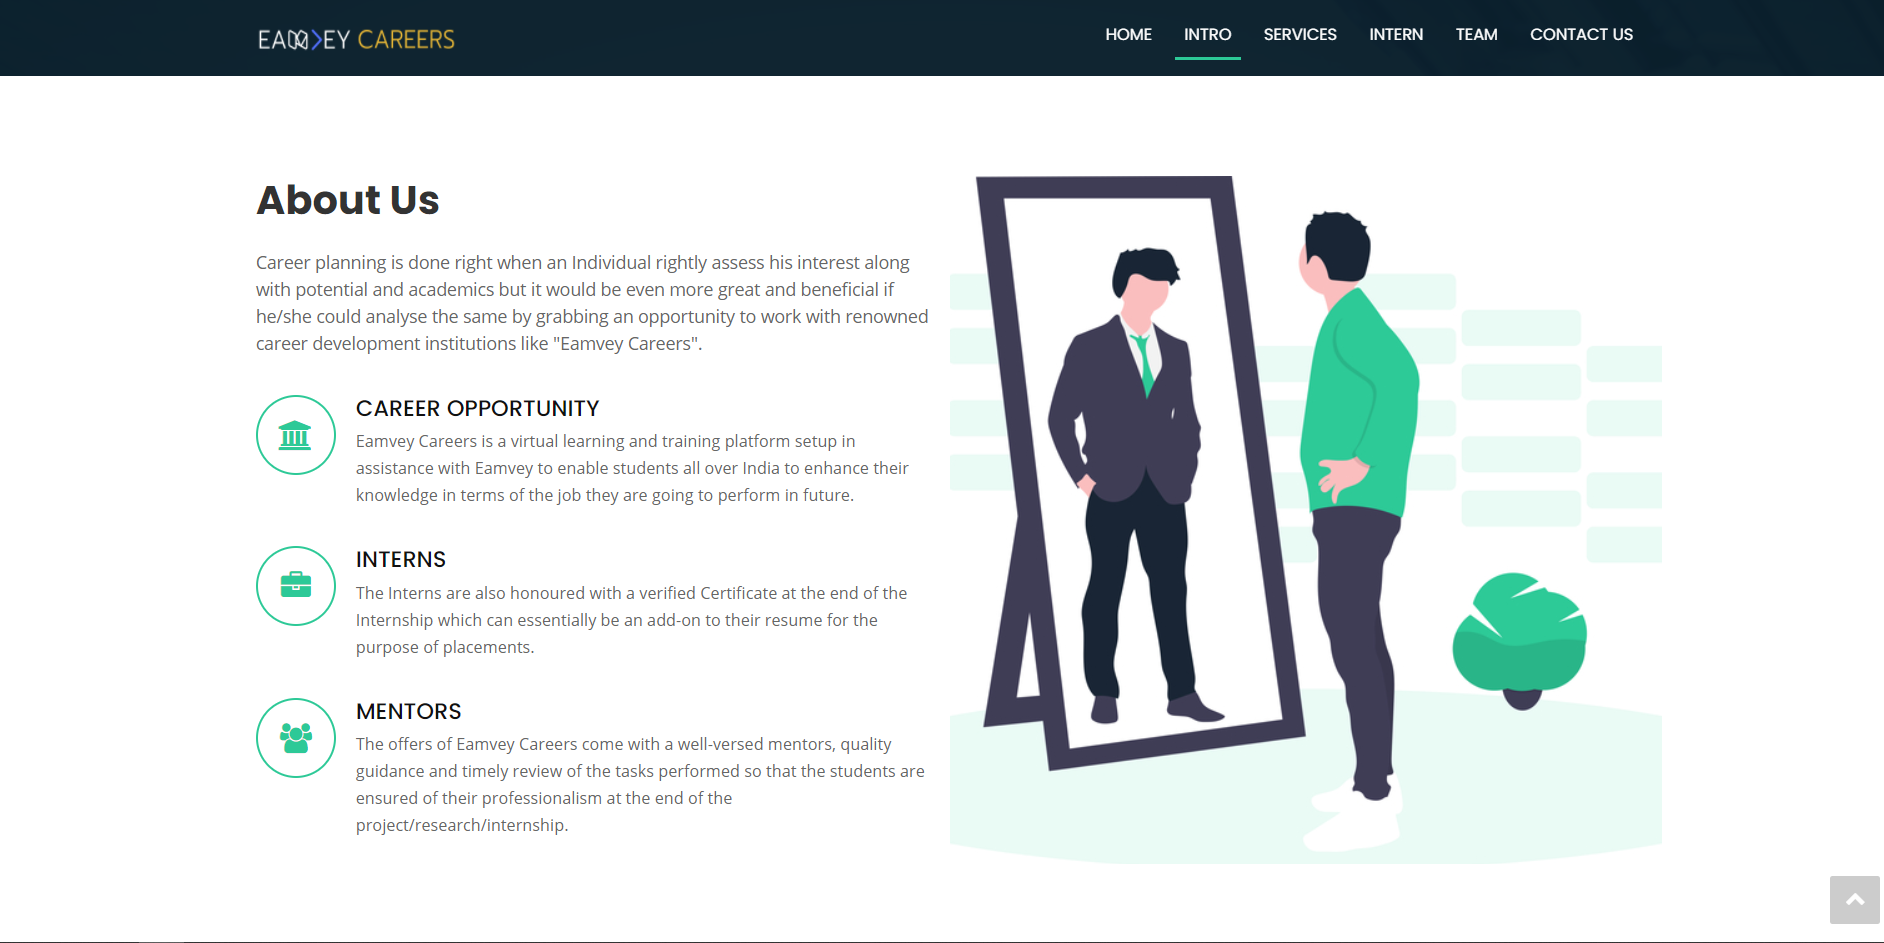 EAMVEY CAREERS
HOME INTRO SERVICES INTERN TEAM CONTACT US
About Us
Career planning is done right when an Individual rightly assess his interest along
with potential and academics but it would be even more great and beneficial if
he/she could analyse the same by grabbing an opportunity to work with renowned
career development institutions like "Eamvey Careers".
CAREER OPPORTUNITY
Eamvey Careers is a virtual learning and training platform setup in
assistance with Eamvey to enable students all over India to enhance their
knowledge in terms of the job they are going to perform in future.
INTERNS
The Interns are also honoured with a verified Certificate at the end of the
Internship which can essentially be an add-on to their resume for the
purpose of placements.
MENTORS
The offers of Eamvey Careers come with a well-versed mentors, quality
guidance and timely review of the tasks performed so that the students are
ensured of their professionalism at the end of the
project/research/internship.